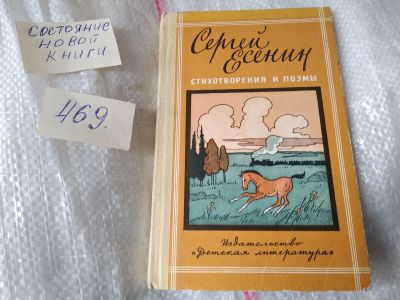 состояние
новой
книги
469.
Сергей
Есенин
СТИХОТВОРЕНИЯ И ПОЭМЫ
Издательство
«Детская литература»